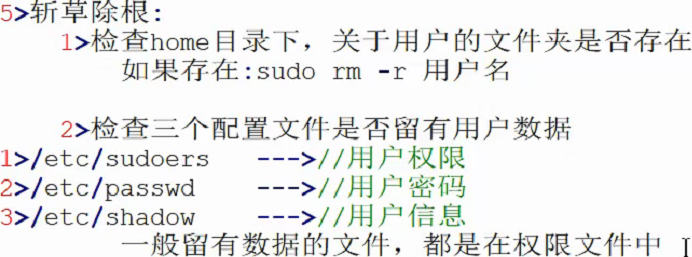 5>斩草除根:
1>检查home目录下，关于用户的文件夹是否存在
如果存在:sudo rm -r 用户名
2>检查三个配置文件是否留有用户数据
1>/etc/sudoers --->//用户权限
2>/etc/passwd --->//用户密码
3>/etc/shadow --->//用户信息
一般留有数据的文件，都是在权限文件中